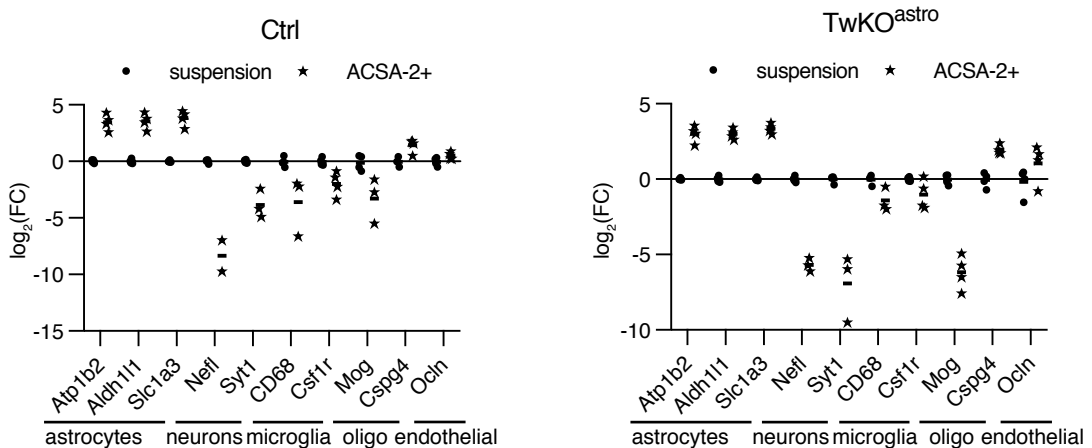 Ctrl
suspension ACSA-2+
log2(FC)
5
0
-5
-10
-15
Atp1b2 Aldh1l1 Slc1a3 Nefl Syt1 CD68 Csf1r Mog Cspg4 Ocln
astrocytes neurons microglia oligo endothelial
TwKOastro
suspension ACSA-2+
log2(FC)
5
0
-5
-10
Atp1b2 Aldh1l1 Slc1a3 Nefl Syt1 CD68 Csf1r Mog Cspg4 Ocln
astrocytes neurons microglia oligo endothelial